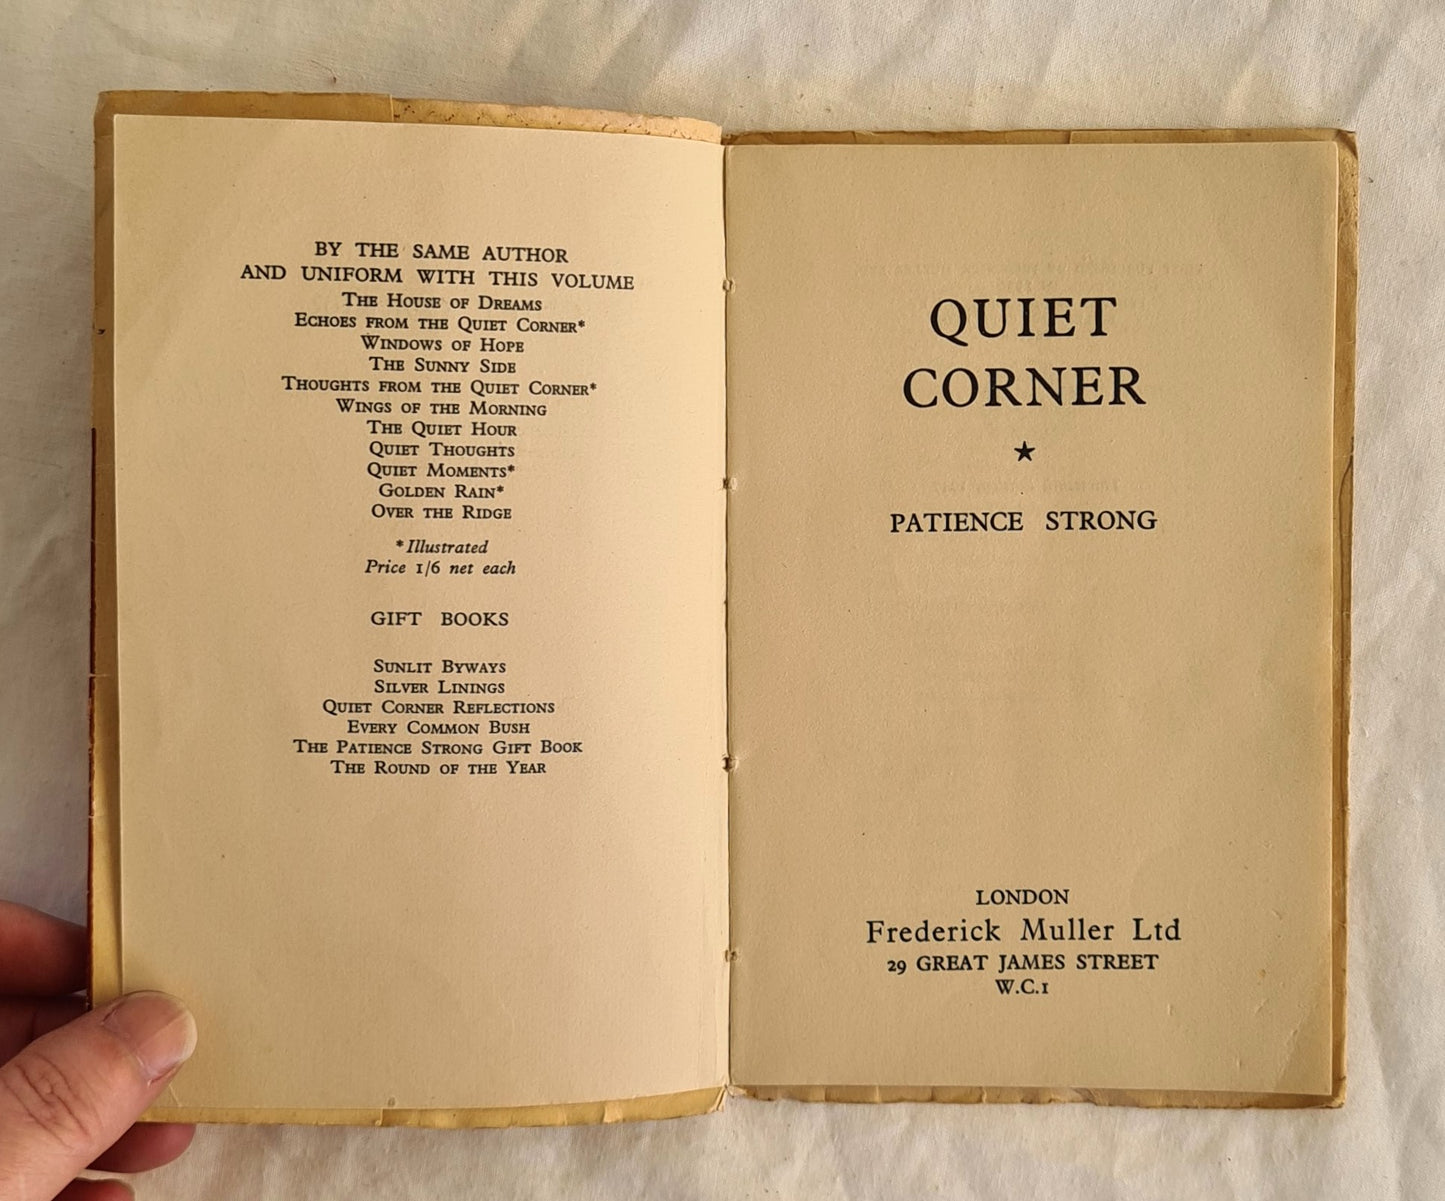 BY THE SAME AUTHOR
AND UNIFORM WITH THIS VOLUME
THE HOUSE OF DREAMS
ECHOES FROM THE QUIET CORNER*
WINDOWS OF HOPE
THE SUNNY SIDE
THOUGHTS FROM THE QUIET CORNER*
WINGS OF THE MORNING
THE QUIET HOUR
QUIET THOUGHTS
QUIET MOMENTS*
GOLDEN RAIN*
OVER THE RIDGE
*Illustrated
Price 1/6 net each
GIFT BOOKS
SUNLIT BYWAYS
SILVER LININGS
QUIET CORNER REFLECTIONS
EVERY COMMON BUSH
THE PATIENCE STRONG GIFT BOOK
THE ROUND OF THE YEAR
QUIET
CORNER
★
PATIENCE STRONG
LONDON
Frederick Muller Ltd
29 GREAT JAMES STREET
W.C.1